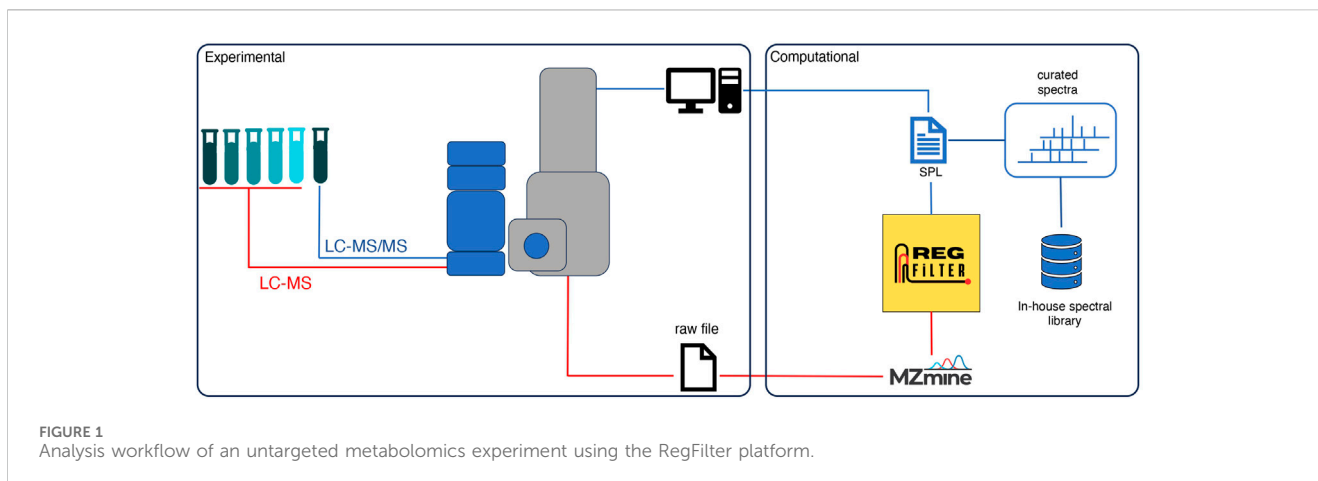 Experimental
Computational
curated
spectra
SPL
LC-MS/MS
LC-MS
REG
FiLTER
In-house spectral
library
raw file
MZmine
FIGURE 1
Analysis workflow of an untargeted metabolomics experiment using the RegFilter platform.